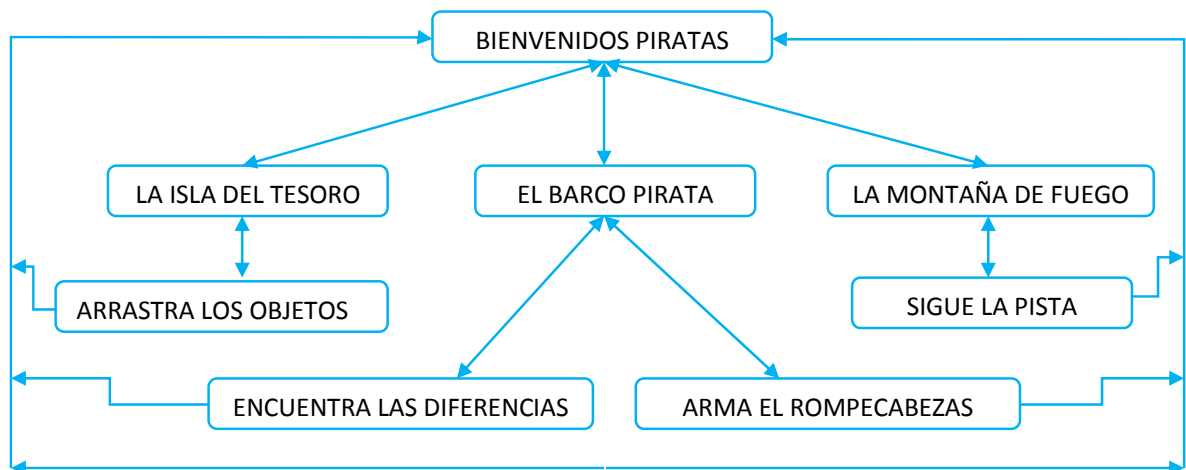 BIENVENIDOS PIRATAS
LA ISLA DEL TESORO
EL BARCO PIRATA
LA MONTAÑA DE FUEGO
ARRASTRA LOS OBJETOS
SIGUE LA PISTA
ENCUENTRA LAS DIFERENCIAS
ARMA EL ROMPECABEZAS